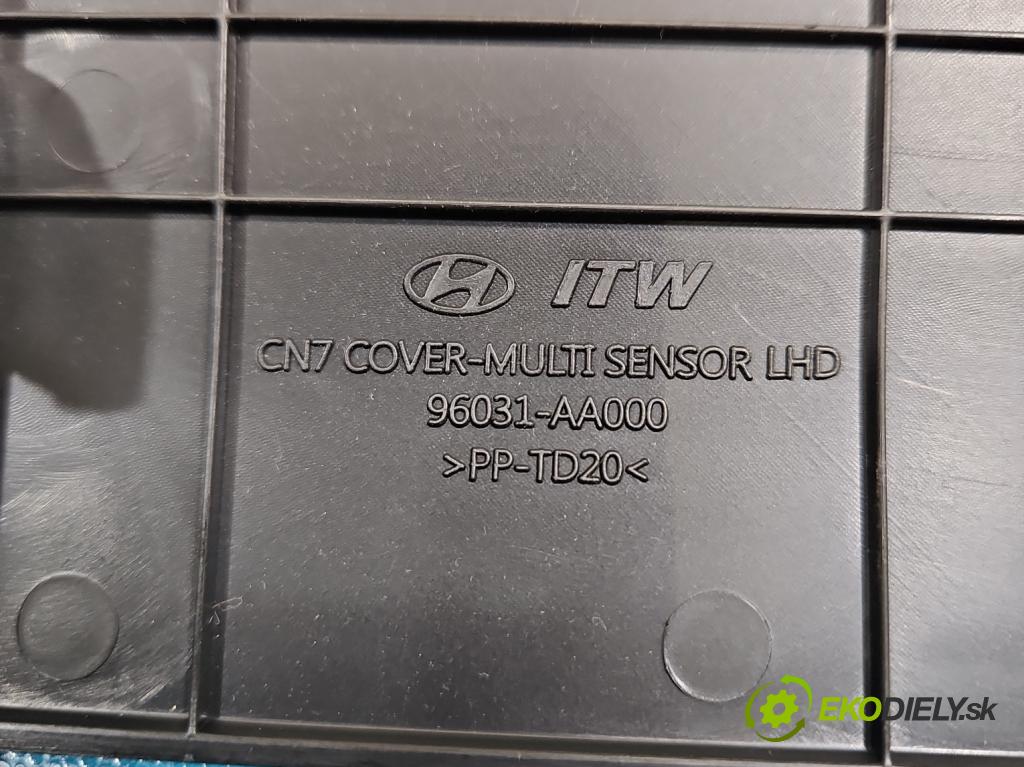 ITW
CN7 COVER-MULTI SENSOR LHD
96031-AA000
>PP-TD20<
EKODIELY.sk